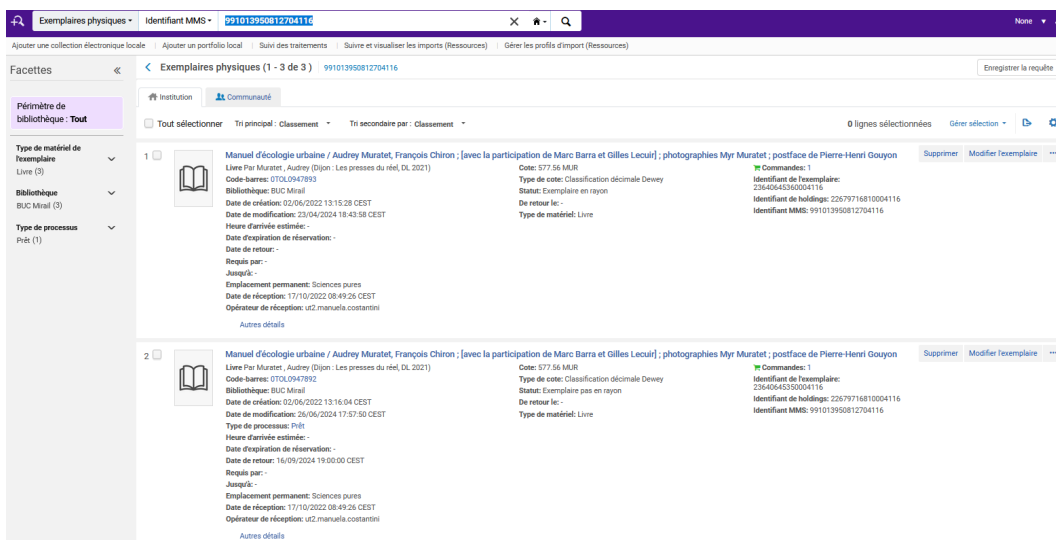 Exemplaires physiques Identifiant MMS 991013950812704116 None
Ajouter une collection électronique locale Ajouter un portfolio local Suivi des traitements Suivre et visualiser les imports (Ressources) Gérer les profils d'import (Ressources)
Facettes
Périmètre de bibliothèque : Tout
Type de matériel de l'exemplaire
Livre (3)
Bibliothèque
BUC Mirail (3)
Type de processus
Prêt (1)
Exemplaires physiques (1 - 3 de 3 ) 991013950812704116 Enregistrer la requête
Institution Communauté
Tout sélectionner Tri principal : Classement Tri secondaire par : Classement 0 lignes sélectionnées Gérer sélection
1 Manuel d'écologie urbaine / Audrey Muratet, François Chiron ; [avec la participation de Marc Barra et Gilles Lecuir] ; photographies Myr Muratet ; postface de Pierre-Henri Gouyon Supprimer Modifier l'exemplaire
Livre Par Muratet , Audrey (Dijon : Les presses du réel, DL 2021)
Code-barres: 0TOL0947893
Bibliothèque: BUC Mirail
Date de création: 02/06/2022 13:15:28 CEST
Date de modification: 23/04/2024 18:43:58 CEST
Heure d'arrivée estimée: -
Date d'expiration de réservation: -
Date de retour: -
Requis par: -
Jusqu'à: -
Emplacement permanent: Sciences pures
Date de réception: 17/10/2022 08:49:26 CEST
Opérateur de réception: ut2.manuela.costantini
Cote: 577.56 MUR
Type de cote: Classification décimale Dewey
Statut: Exemplaire en rayon
De retour le: -
Type de matériel: Livre
Commandes: 1
Identifiant de l'exemplaire:
23640645360004116
Identifiant de holdings: 22679716810004116
Identifiant MMS: 991013950812704116
Autres détails
2 Manuel d'écologie urbaine / Audrey Muratet, François Chiron ; [avec la participation de Marc Barra et Gilles Lecuir] ; photographies Myr Muratet ; postface de Pierre-Henri Gouyon Supprimer Modifier l'exemplaire
Livre Par Muratet , Audrey (Dijon : Les presses du réel, DL 2021)
Code-barres: 0TOL0947892
Bibliothèque: BUC Mirail
Date de création: 02/06/2022 13:16:04 CEST
Date de modification: 26/06/2024 17:57:50 CEST
Type de processus: Prêt
Heure d'arrivée estimée: -
Date d'expiration de réservation: -
Date de retour: 16/09/2024 19:00:00 CEST
Requis par: -
Jusqu'à: -
Emplacement permanent: Sciences pures
Date de réception: 17/10/2022 08:49:26 CEST
Opérateur de réception: ut2.manuela.costantini
Cote: 577.56 MUR
Type de cote: Classification décimale Dewey
Statut: Exemplaire pas en rayon
De retour le: -
Type de matériel: Livre
Commandes: 1
Identifiant de l'exemplaire:
23640645350004116
Identifiant de holdings: 22679716810004116
Identifiant MMS: 991013950812704116
Autres détails